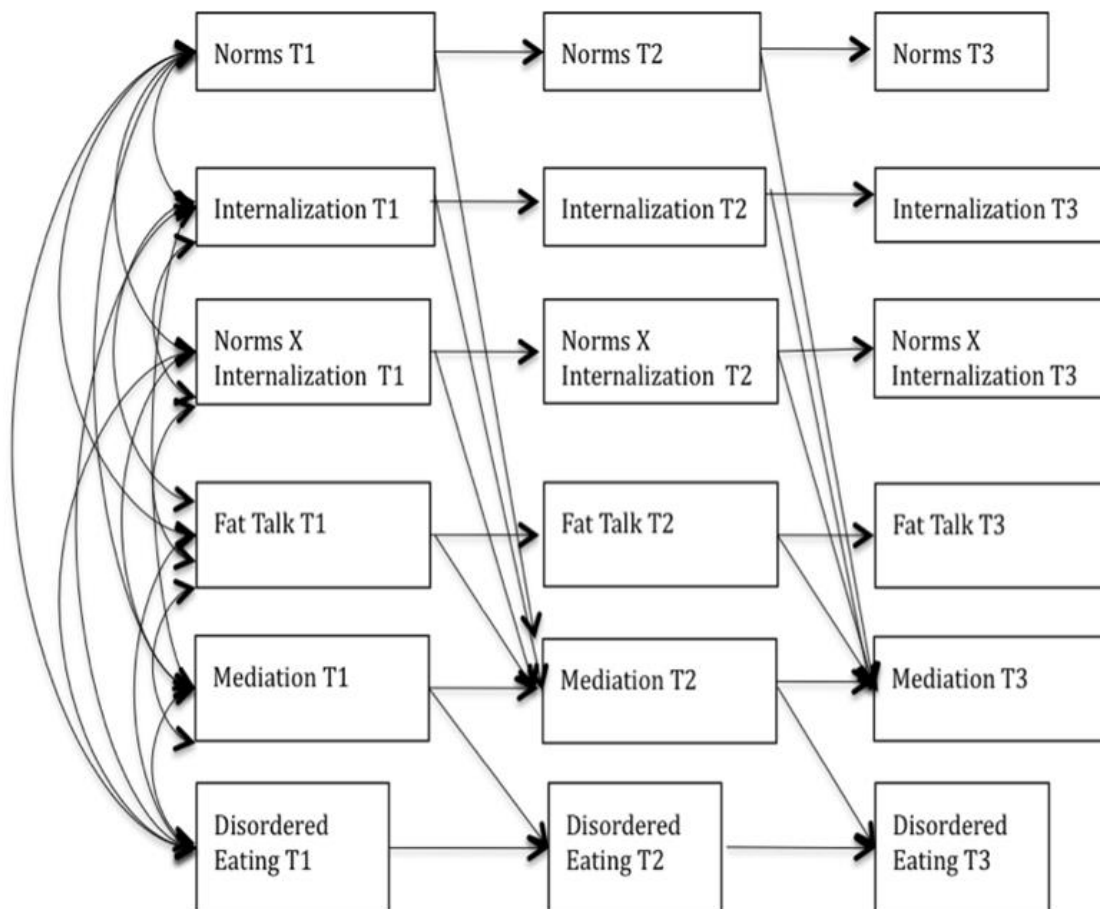 Norms T1
Norms T2
Norms T3
Internalization T1
Internalization T2
Internalization T3
Norms X
Internalization T1
Norms X
Internalization T2
Norms X
Internalization T3
Fat Talk T1
Fat Talk T2
Fat Talk T3
Mediation T1
Mediation T2
Mediation T3
Disordered
Eating T1
Disordered
Eating T2
Disordered
Eating T3